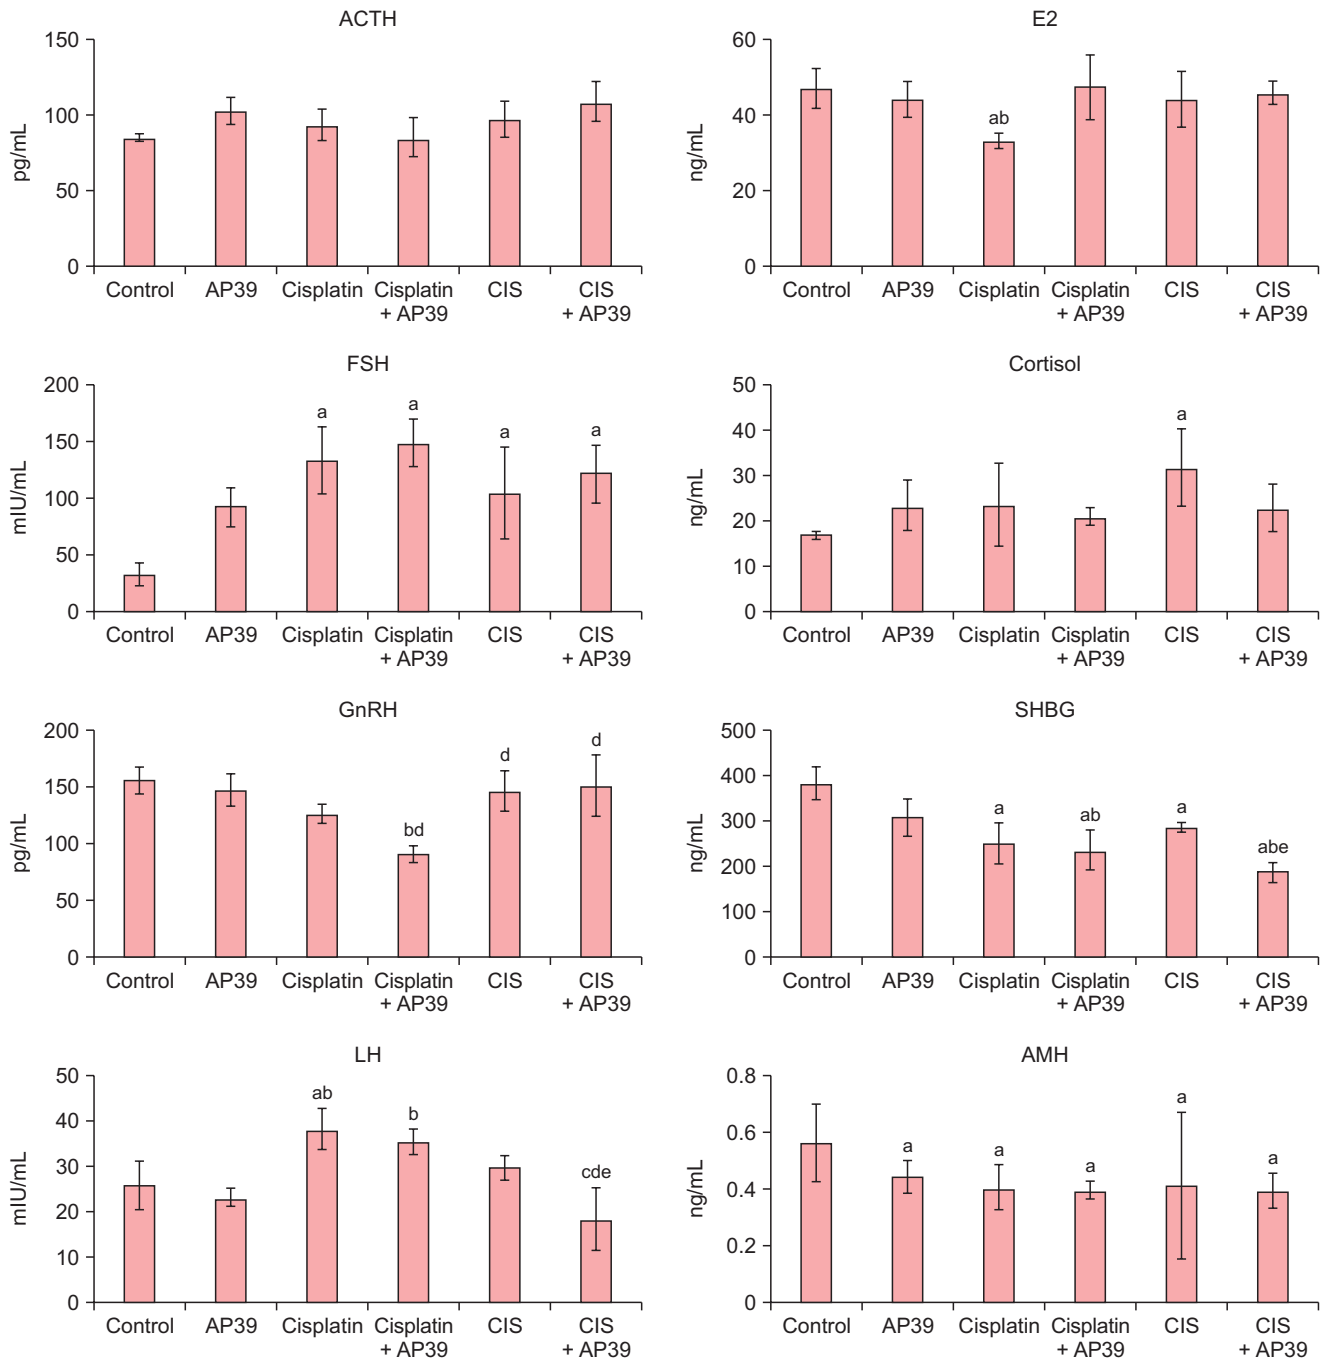 ACTH
150
100
50
0
pg/mL
Control
AP39
Cisplatin
Cisplatin
+ AP39
CIS
CIS
+ AP39
E2
60
40
20
0
ng/mL
ab
Control
AP39
Cisplatin
Cisplatin
+ AP39
CIS
CIS
+ AP39
FSH
200
150
100
50
0
mIU/mL
a
a
a
a
Control
AP39
Cisplatin
Cisplatin
+ AP39
CIS
CIS
+ AP39
Cortisol
50
40
30
20
10
0
ng/mL
a
Control
AP39
Cisplatin
Cisplatin
+ AP39
CIS
CIS
+ AP39
GnRH
200
150
100
50
0
pg/mL
bd
d
d
Control
AP39
Cisplatin
Cisplatin
+ AP39
CIS
CIS
+ AP39
SHBG
500
400
300
200
100
0
ng/mL
a
ab
a
abe
Control
AP39
Cisplatin
Cisplatin
+ AP39
CIS
CIS
+ AP39
LH
50
40
30
20
10
0
mIU/mL
ab
b
cde
Control
AP39
Cisplatin
Cisplatin
+ AP39
CIS
CIS
+ AP39
AMH
0.8
0.6
0.4
0.2
0
ng/mL
a
a
a
a
a
Control
AP39
Cisplatin
Cisplatin
+ AP39
CIS
CIS
+ AP39